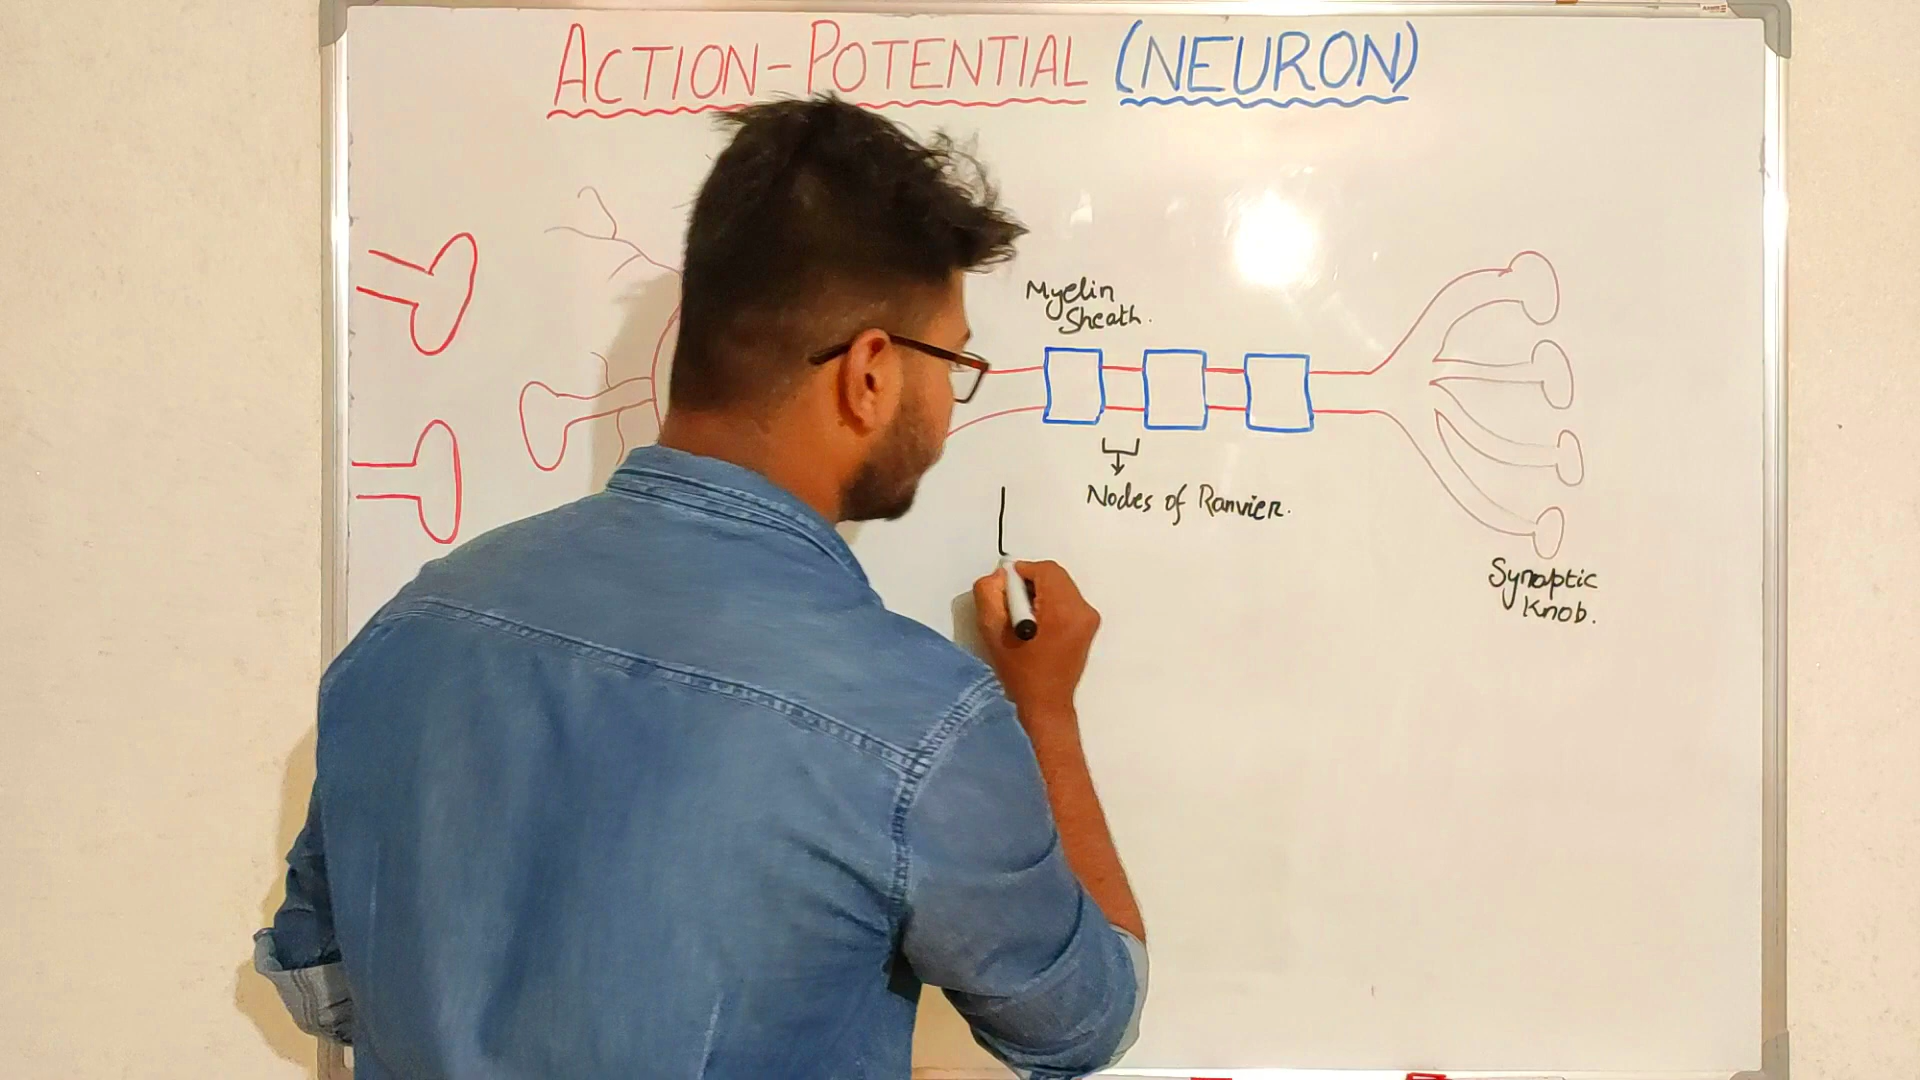 ACTION-POTENTIAL (NEURON)
Myelin
Sheath.
Nodes of Ranvier.
Synaptic
Knob.